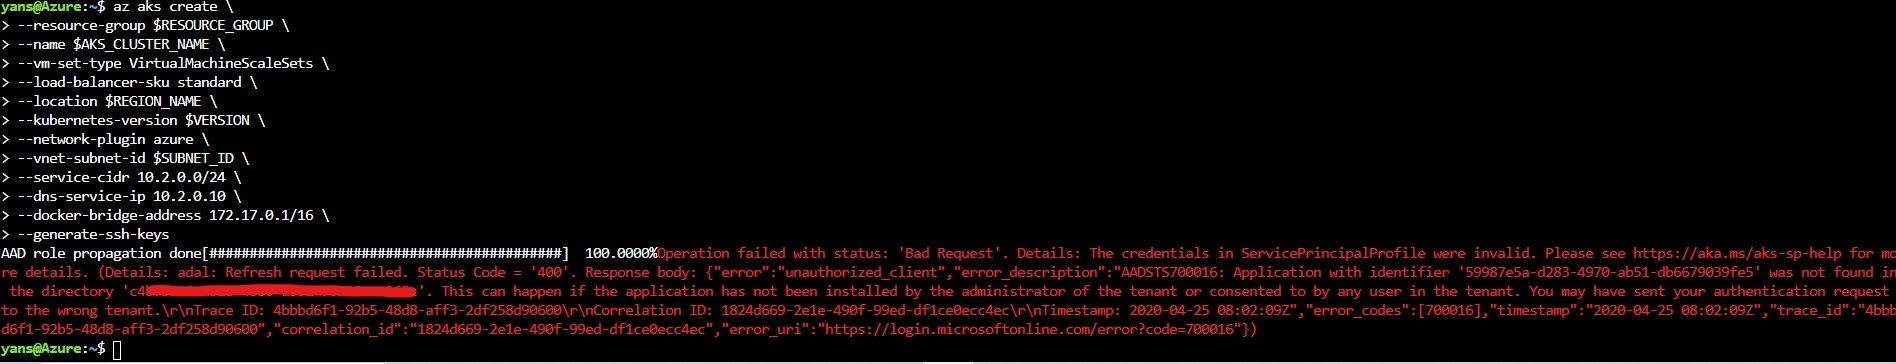 yans@Azure:~$ az aks create \
> --resource-group $RESOURCE_GROUP \
> --name $AKS_CLUSTER_NAME \
> --vm-set-type VirtualMachineScaleSets \
> --load-balancer-sku standard \
> --location $REGION_NAME \
> --kubernetes-version $VERSION \
> --network-plugin azure \
> --vnet-subnet-id $SUBNET_ID \
> --service-cidr 10.2.0.0/24 \
> --dns-service-ip 10.2.0.10 \
> --docker-bridge-address 172.17.0.1/16 \
> --generate-ssh-keys
AAD role propagation done[############################################]  100.0000%Operation failed with status: 'Bad Request'. Details: The credentials in ServicePrincipalProfile were invalid. Please see https://aka.ms/aks-sp-help for mo
re details. (Details: adal: Refresh request failed. Status Code = '400'. Response body: {"error":"unauthorized_client","error_description":"AADSTS700016: Application with identifier '59987e5a-d283-4970-ab51-db6679039fe5' was not found in
the directory 'c4'. This can happen if the application has not been installed by the administrator of the tenant or consented to by any user in the tenant. You may have sent your authentication request
to the wrong tenant.\r\nTrace ID: 4bbbd6f1-92b5-48d8-aff3-2df258d90600\r\nCorrelation ID: 1824d669-2e1e-490f-99ed-df1ce0ecc4ec\r\nTimestamp: 2020-04-25 08:02:09Z","error_codes":[700016],"timestamp":"2020-04-25 08:02:09Z","trace_id":"4bbb
d6f1-92b5-48d8-aff3-2df258d90600","correlation_id":"1824d669-2e1e-490f-99ed-df1ce0ecc4ec","error_uri":"https://login.microsoftonline.com/error?code=700016"})
yans@Azure:~$